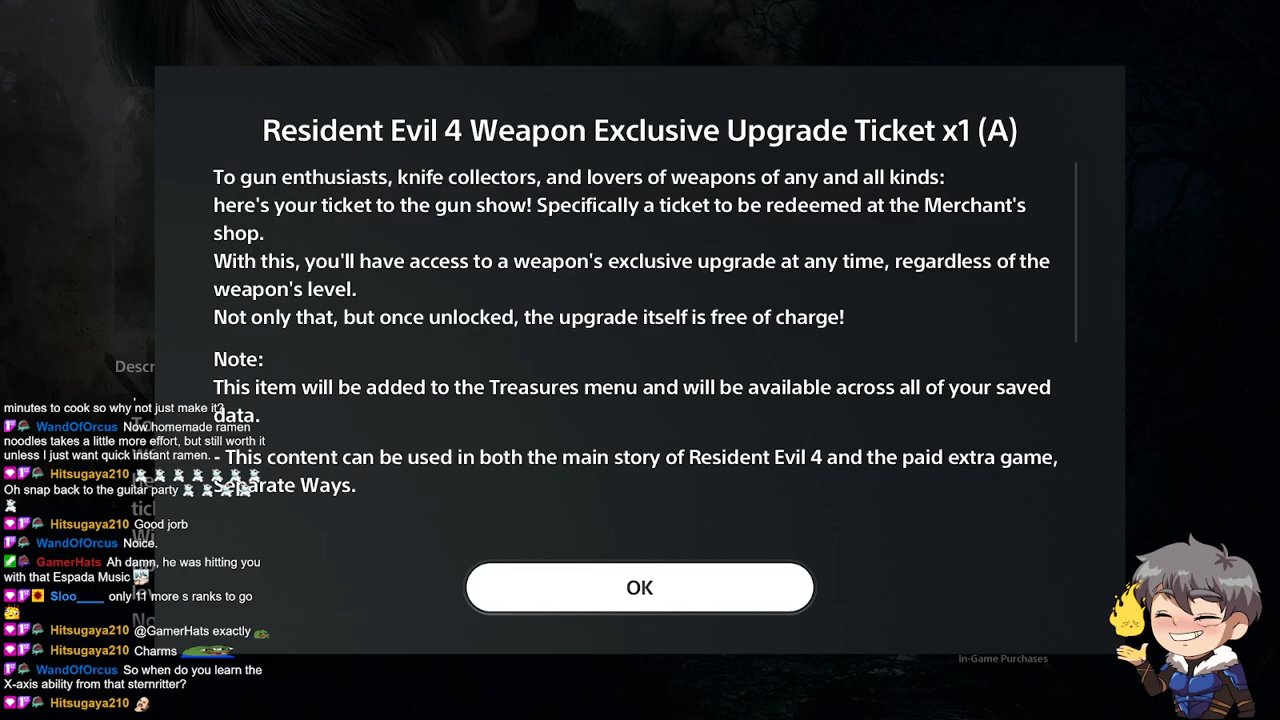 Resident Evil 4 Weapon Exclusive Upgrade Ticket x1 (A)
To gun enthusiasts, knife collectors, and lovers of weapons of any and all kinds:
here's your ticket to the gun show! Specifically a ticket to be redeemed at the Merchant's
shop.
With this, you'll have access to a weapon's exclusive upgrade at any time, regardless of the
weapon's level.
Not only that, but once unlocked, the upgrade itself is free of charge!
Note:
This item will be added to the Treasures menu and will be available across all of your saved
data.
- This content can be used in both the main story of Resident Evil 4 and the paid extra game,
Separate Ways.
OK
In-Game Purchases
Descr
minutes to cook so why not just make it?
WandOfOrcus Now homemade ramen
noodles takes a little more effort, but still worth it
unless I just want quick instant ramen.
Hitsugaya210
Oh snap back to the guitar party
Hitsugaya210 Good jorb
WandOfOrcus Noice.
GamerHats Ah damn, he was hitting you
with that Espada Music
Sloo____ only 11 more s ranks to go
Hitsugaya210 @GamerHats exactly
Hitsugaya210 Charms
WandOfOrcus So when do you learn the
X-axis ability from that sternritter?
Hitsugaya210